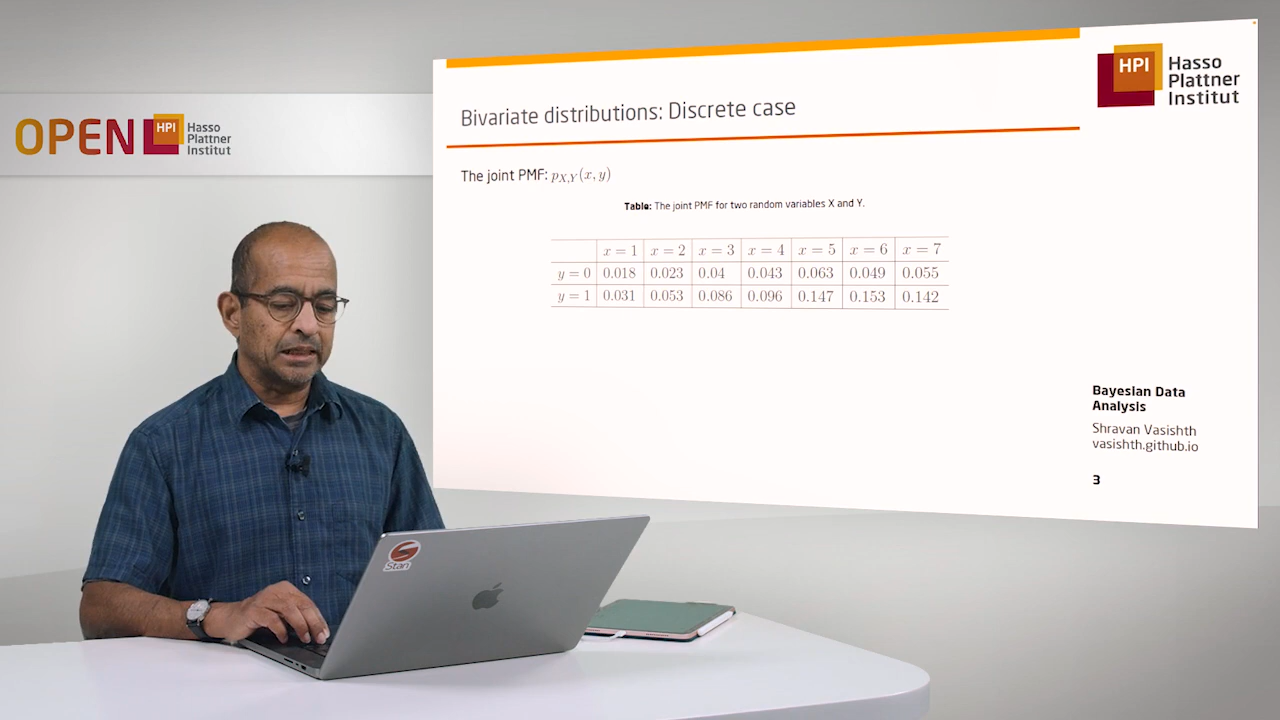 OPEN HPI Hasso
Plattner
Institut
Bivariate distributions: Discrete case
HPI Hasso
Plattner
Institut
The joint PMF: p_{X,Y}(x, y)
Table: The joint PMF for two random variables X and Y.
x = 1 x = 2 x = 3 x = 4 x = 5 x = 6 x = 7
y = 0 0.018 0.023 0.04 0.043 0.063 0.049 0.055
y = 1 0.031 0.053 0.086 0.096 0.147 0.153 0.142
Bayesian Data
Analysis
Shravan Vasishth
vasishth.github.io
3
Stan